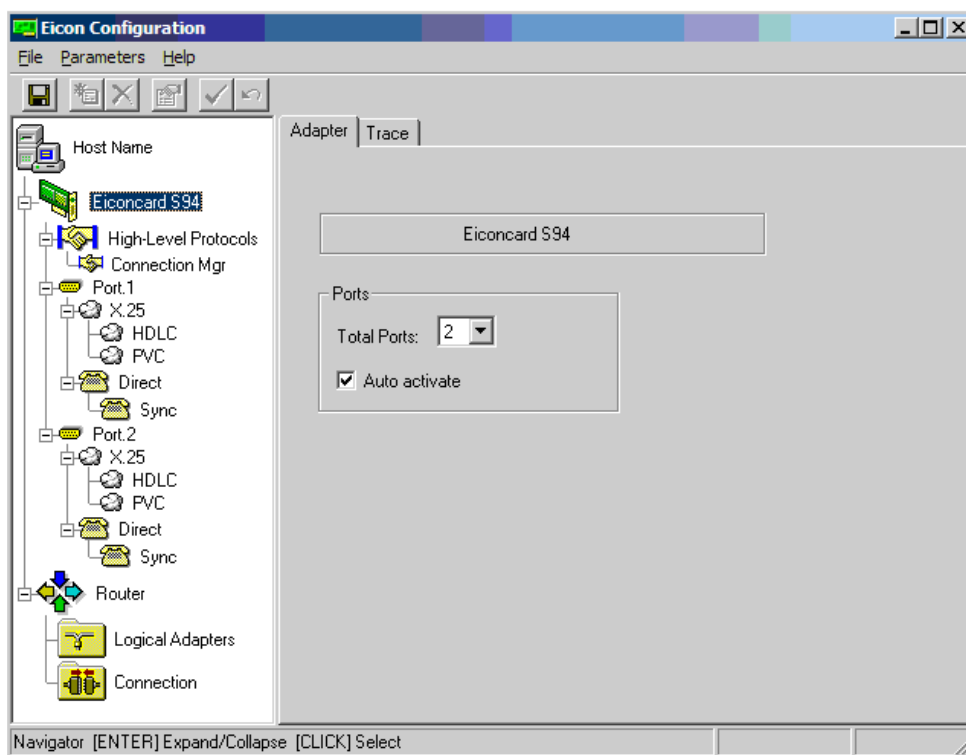 Eicon Configuration
File Parameters Help
Host Name
Eiconcard S94
High-Level Protocols
Connection Mgr
Port.1
X.25
HDLC
PVC
Direct
Sync
Port.2
X.25
HDLC
PVC
Direct
Sync
Router
Logical Adapters
Connection
Adapter Trace
Eiconcard S94
Ports
Total Ports: 2
Auto activate
Navigator [ENTER] Expand/Collapse [CLICK] Select